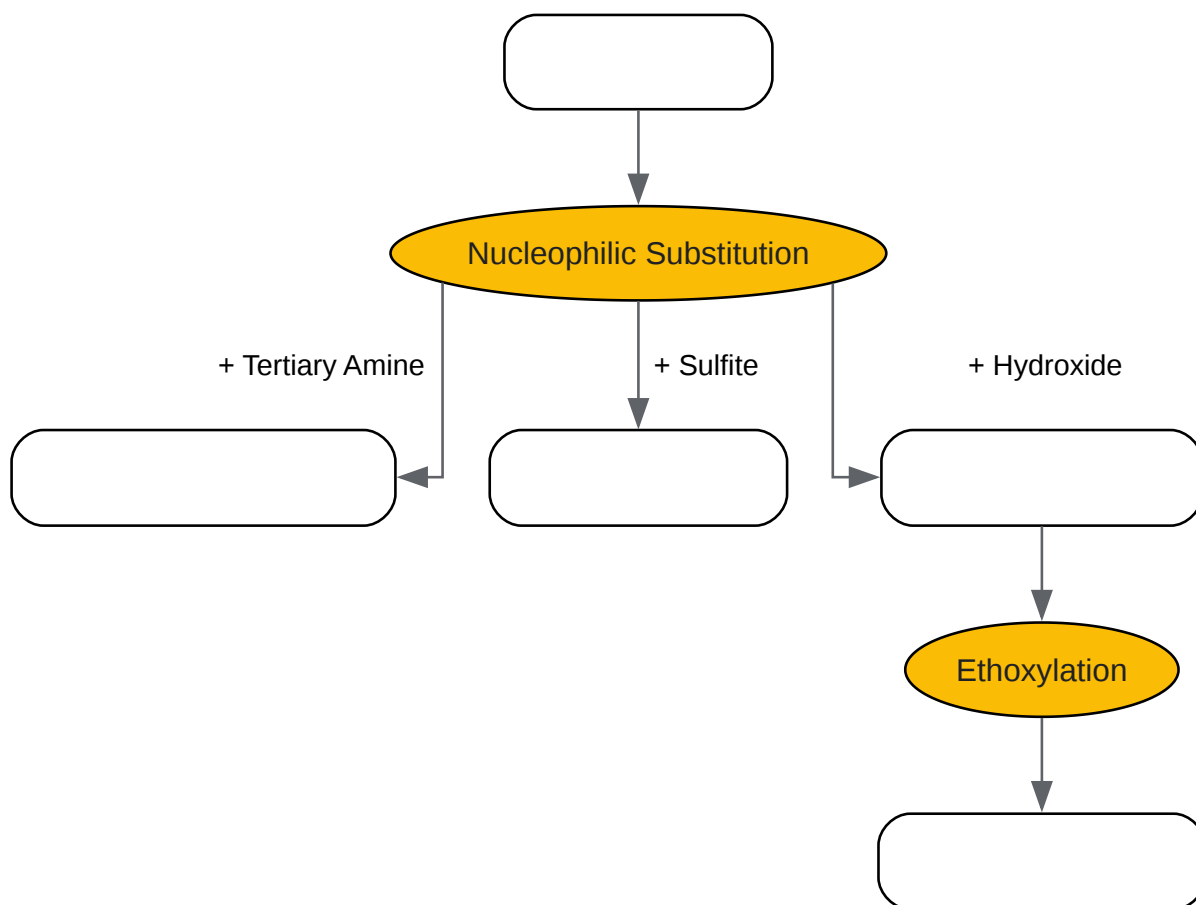 Nucleophilic Substitution
+ Tertiary Amine
+ Sulfite
+ Hydroxide
Ethoxylation